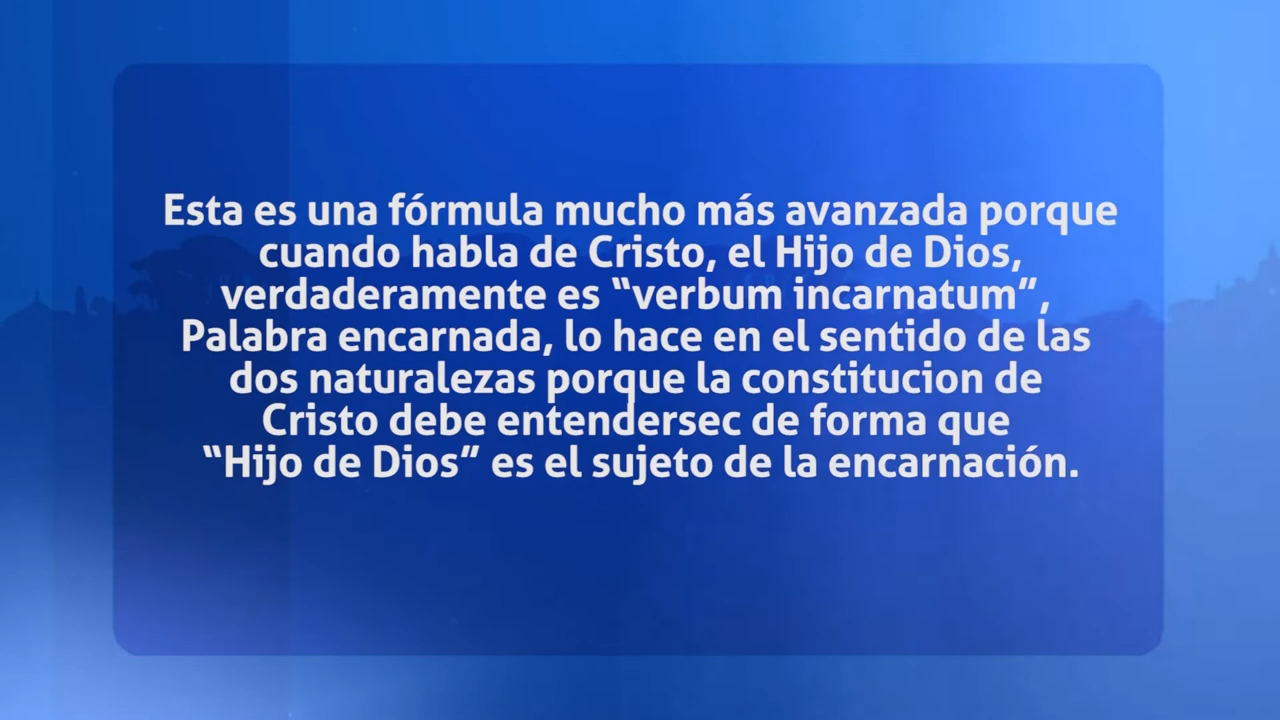 Esta es una fórmula mucho más avanzada porque
cuando habla de Cristo, el Hijo de Dios,
verdaderamente es “verbum incarnatum”,
Palabra encarnada, lo hace en el sentido de las
dos naturalezas porque la constitucion de
Cristo debe entendersec de forma que
“Hijo de Dios” es el sujeto de la encarnación.